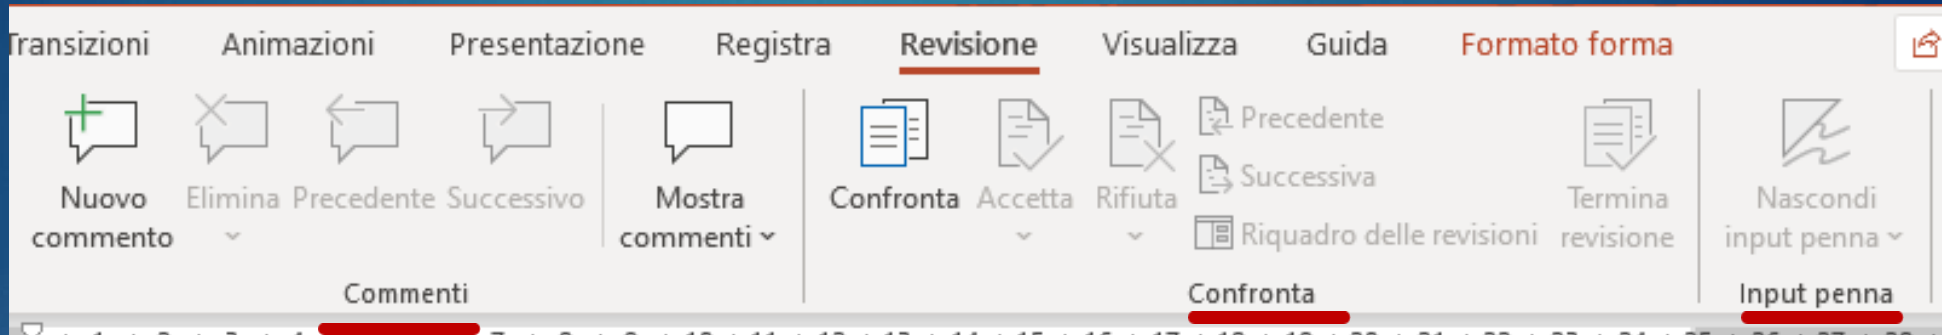 Transizioni Animazioni Presentazione Registra Revisione Visualizza Guida Formato forma
Nuovo commento
Elimina
Precedente
Successivo
Mostra commenti
Confronta
Accetta
Rifiuta
Precedente
Successiva
Riquadro delle revisioni
Termina revisione
Nascondi input penna
Commenti
Confronta
Input penna